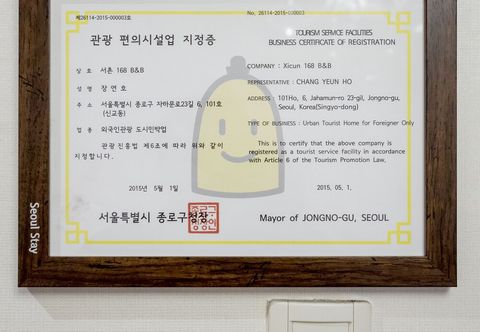 제26114-2015-000003호
관광 편의시설업 지정증
상 호 서촌 168 B&B
성 명 장 연 호
주 소 서울특별시 종로구 자하문로23길 6, 101호
(신교동)
업 종 외국인관광 도시민박업
관광 진흥법 제6조에 따라 위와 같이
지정합니다.
2015년 5월 1일
서울특별시 종로구청장
No. 26114-2015-000003
TOURISM SERVICE FACILITIES
BUSINESS CERTIFICATE OF REGISTRATION
COMPANY : Xicun 168 B&B
REPRESENTATIVE : CHANG YEUN HO
ADDRESS : 101Ho, 6, Jahamun-ro 23-gil, Jongno-gu,
Seoul, Korea(Singyo-dong)
TYPE OF BUSINESS : Urban Tourist Home for Foreigner Only
This is to certify that the above company is
registered as a tourist service facility in accordance
with Article 6 of the Tourism Promotion Law.
2015. 05. 1.
Mayor of JONGNO-GU, SEOUL
Seoul Stay